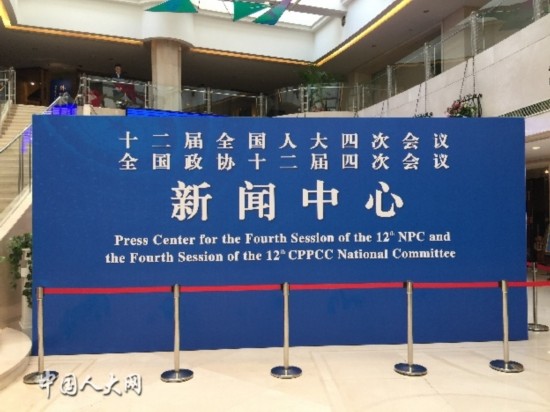 十二届全国人大四次会议
全国政协十二届四次会议
新闻中心
Press Center for the Fourth Session of the 12th NPC and
the Fourth Session of the 12th CPPCC National Committee
中国人大网